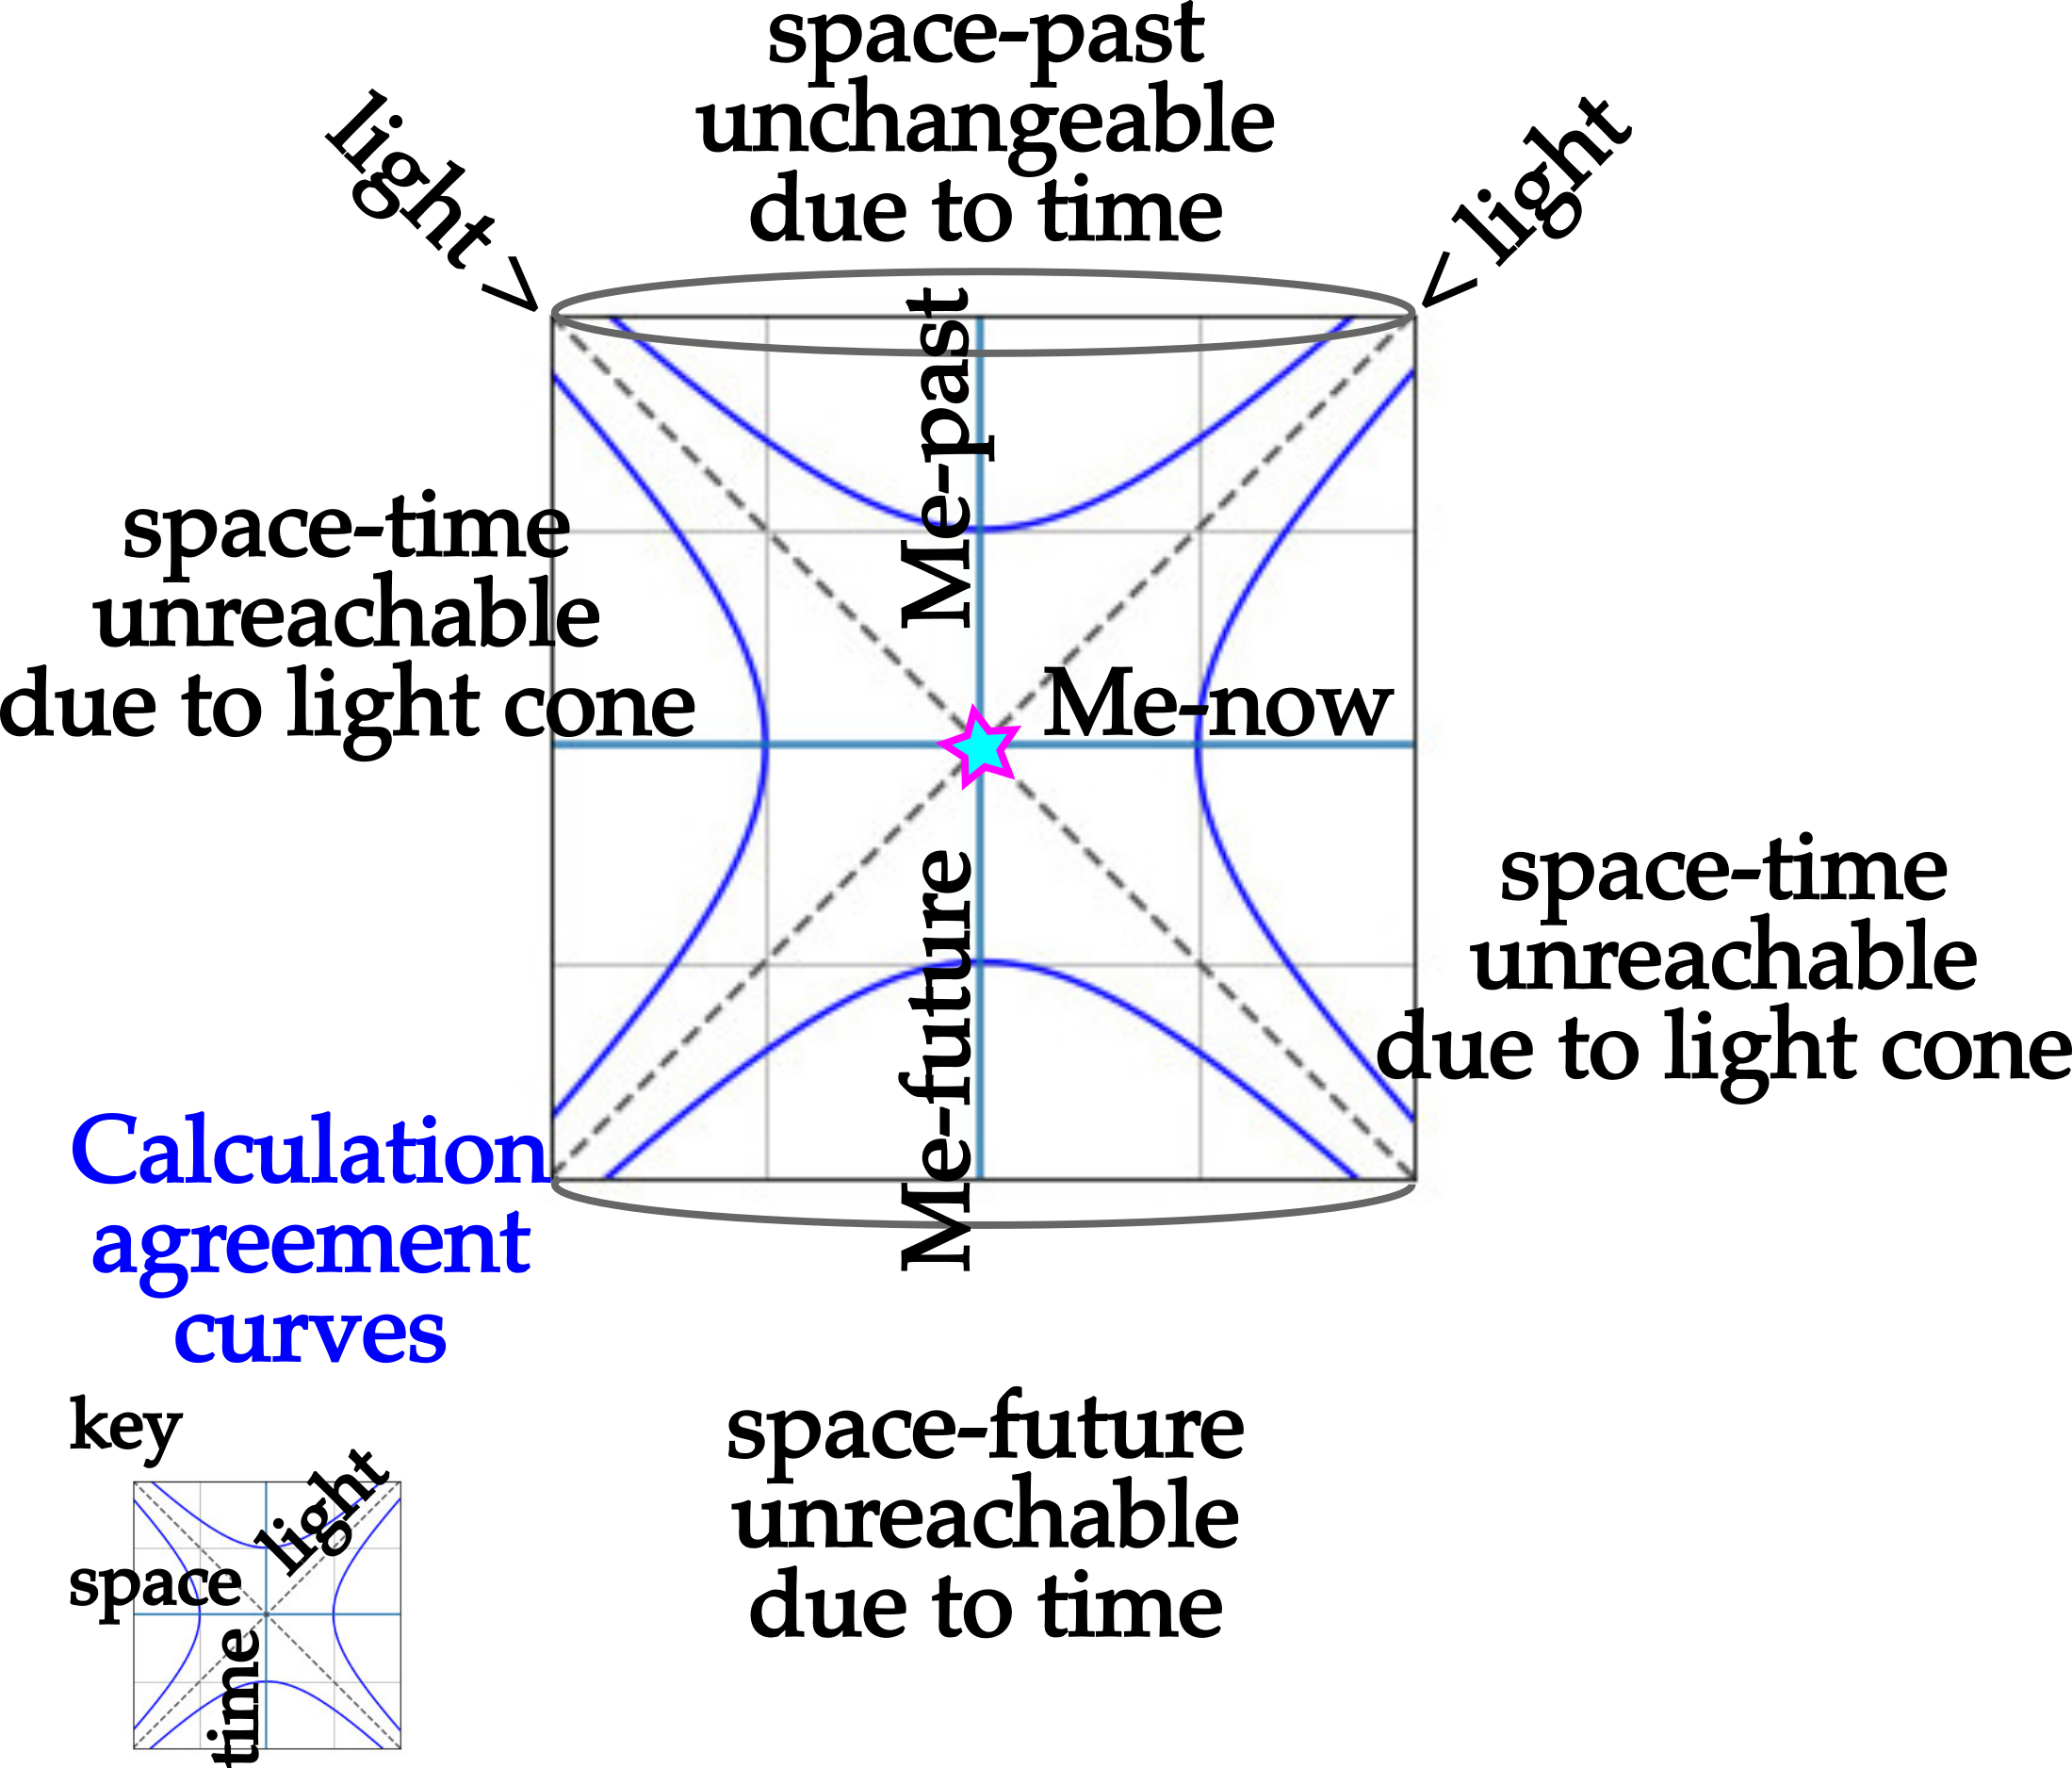 space-past
unchangeable
due to time
light >
< light
Me-past
space-time
unreachable
due to light cone
Me-now
Me-future
space-time
unreachable
due to light cone
Calculation
agreement
curves
key
light
space
time
space-future
unreachable
due to time